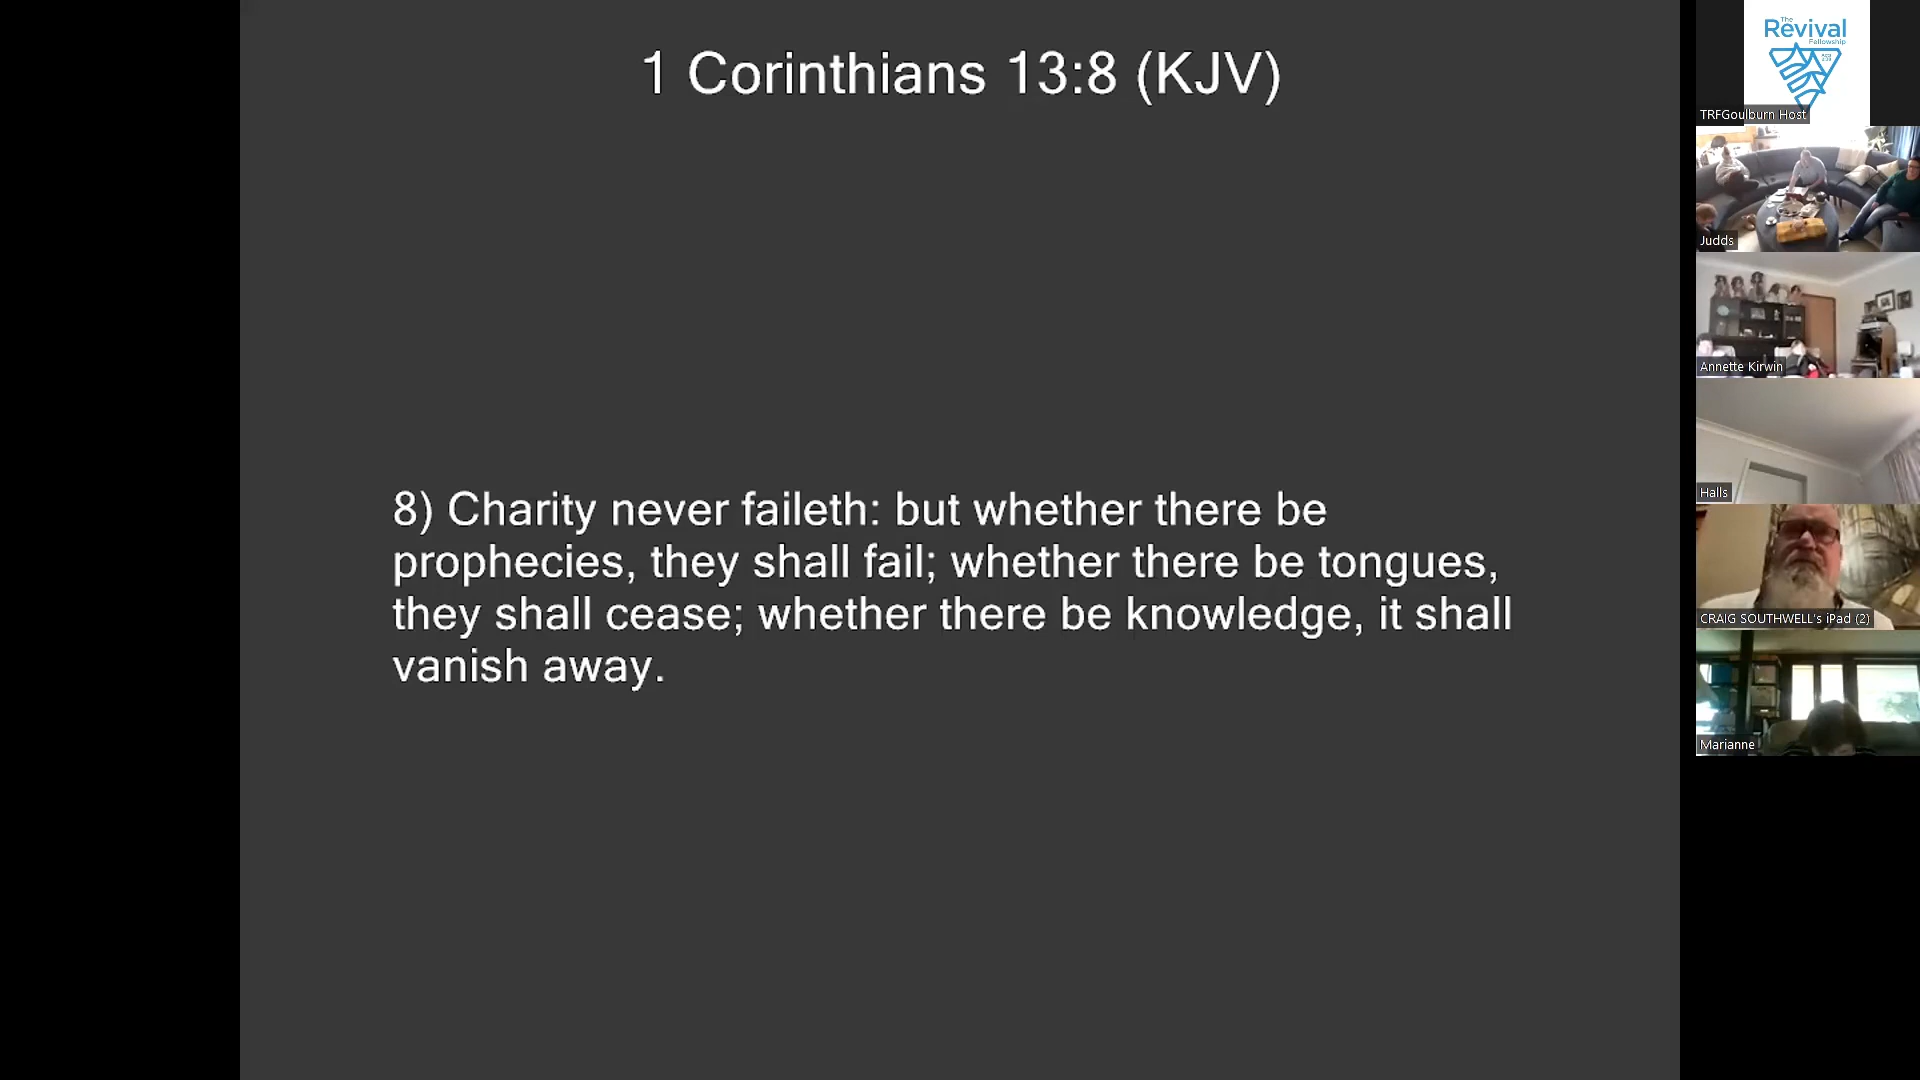 1 Corinthians 13:8 (KJV)
8) Charity never faileth: but whether there be
prophecies, they shall fail; whether there be tongues,
they shall cease; whether there be knowledge, it shall
vanish away.
The
Revival
Fellowship
TRFGoulburn Host
Judds
Annette Kirwin
Halls
CRAIG SOUTHWELL's iPad (2)
Marianne